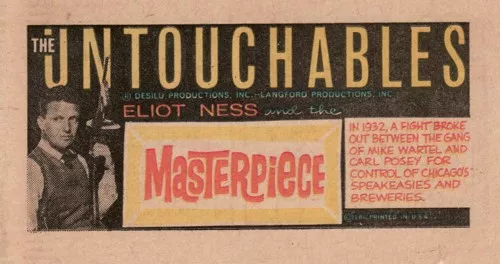 THE UNTOUCHABLES
© DESILU PRODUCTIONS, INC.-LANGFORD PRODUCTIONS, INC.
ELIOT NESS and the
MASTERPIECE
IN 1932, A FIGHT BROKE
OUT BETWEEN THE GANG
OF MIKE WARTEL AND
CARL POSEY FOR
CONTROL OF CHICAGO'S
SPEAKEASIES AND
BREWERIES.
PRINTED IN U.S.A.